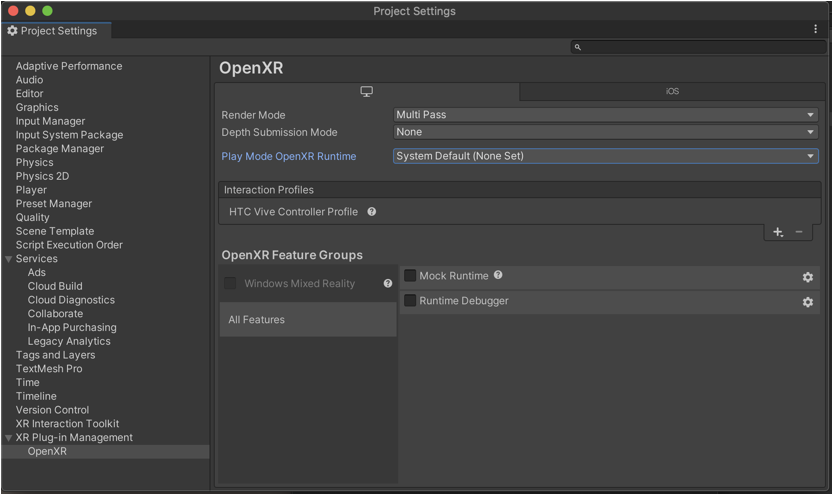 Project Settings
Project Settings
Adaptive Performance
Audio
Editor
Graphics
Input Manager
Input System Package
Package Manager
Physics
Physics 2D
Player
Preset Manager
Quality
Scene Template
Script Execution Order
Services
Ads
Cloud Build
Cloud Diagnostics
Collaborate
In-App Purchasing
Legacy Analytics
Tags and Layers
TextMesh Pro
Time
Timeline
Version Control
XR Interaction Toolkit
XR Plug-in Management
OpenXR
OpenXR
iOS
Render Mode Multi Pass
Depth Submission Mode None
Play Mode OpenXR Runtime System Default (None Set)
Interaction Profiles
HTC Vive Controller Profile
OpenXR Feature Groups
Windows Mixed Reality
All Features
Mock Runtime
Runtime Debugger